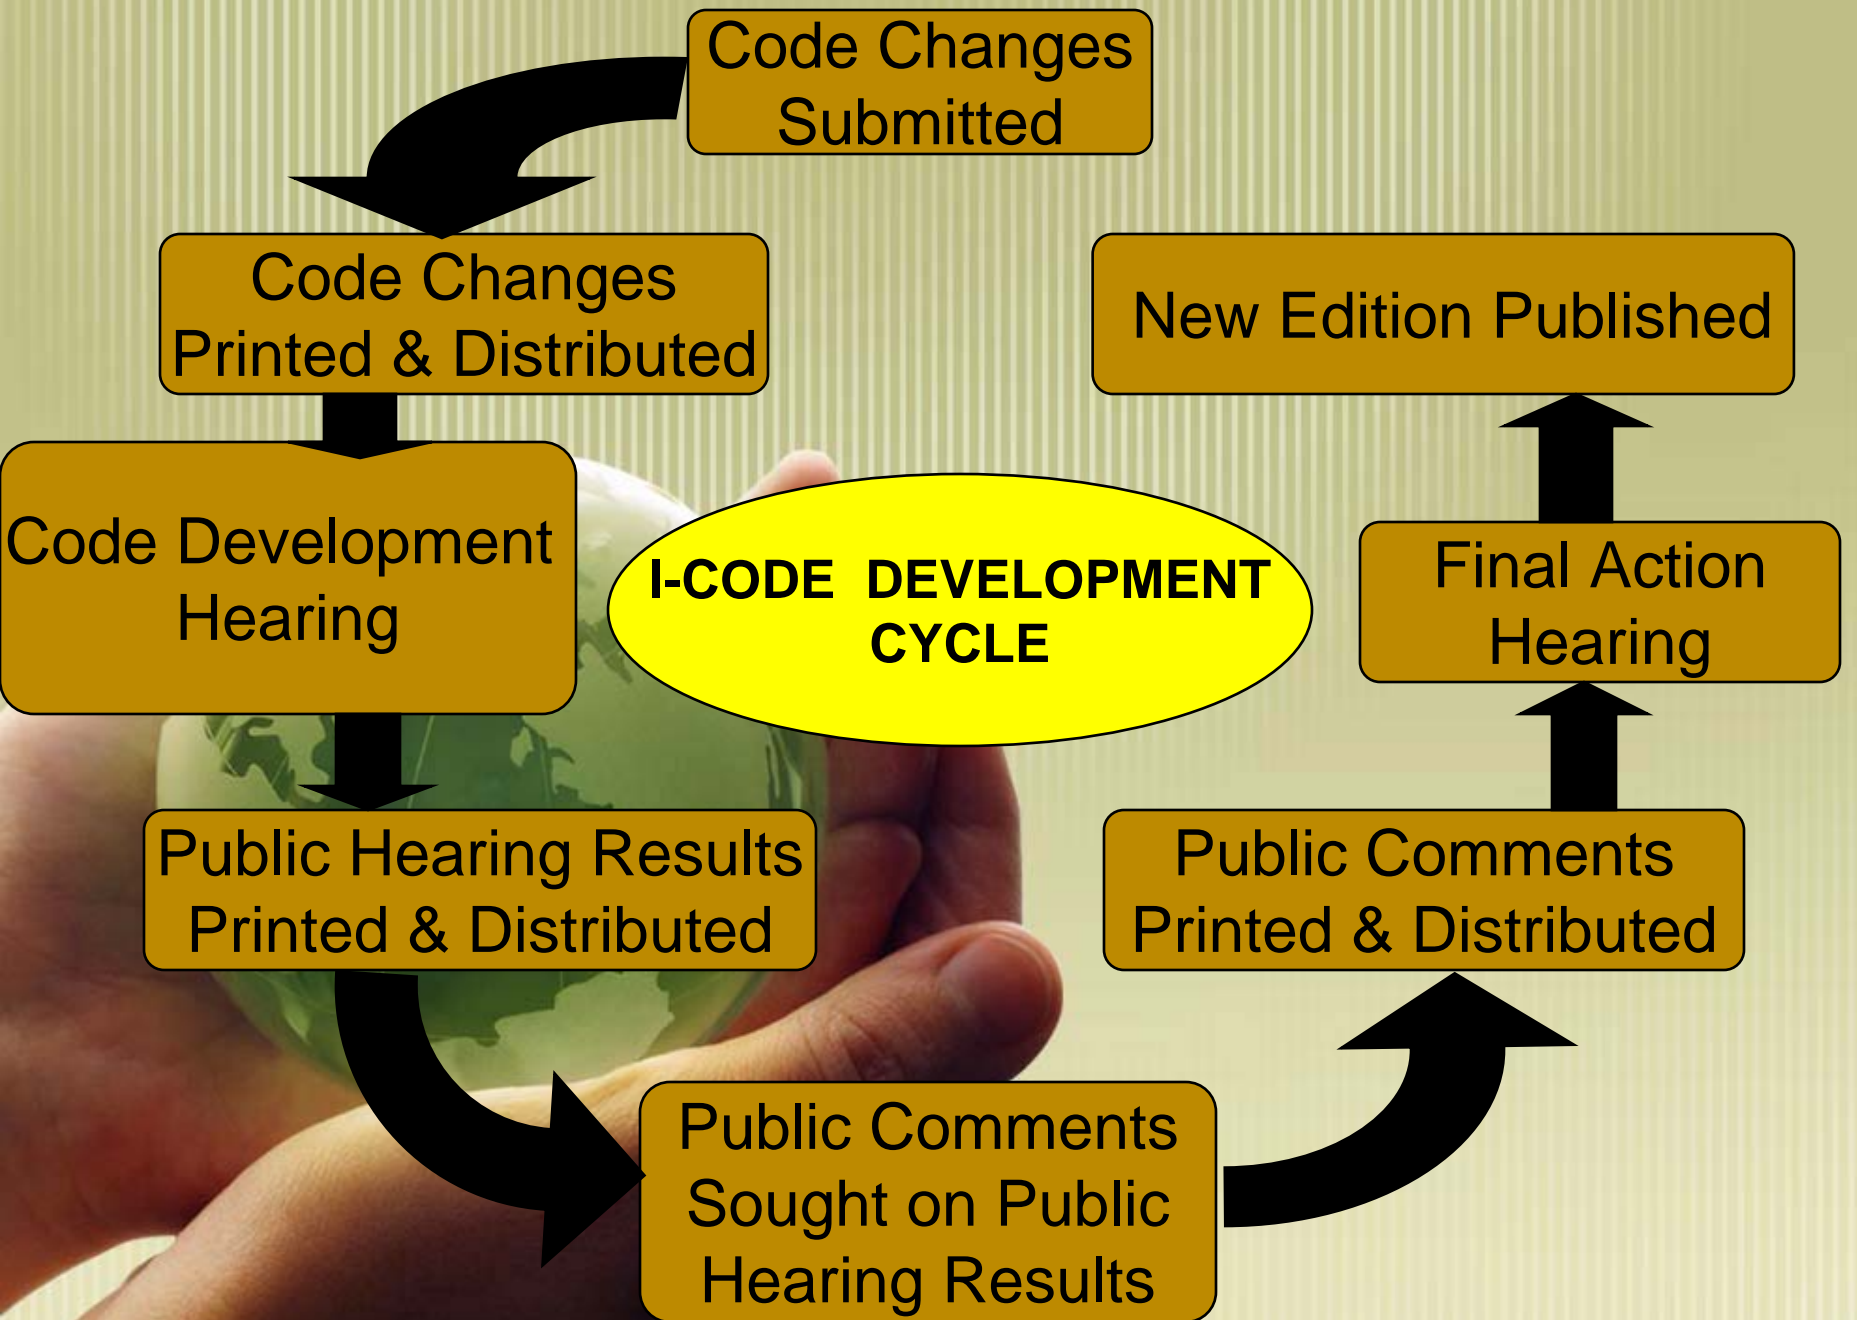 Code Changes
Submitted
Code Changes
Printed & Distributed
New Edition Published
Code Development
Hearing
I-CODE DEVELOPMENT
CYCLE
Final Action
Hearing
Public Hearing Results
Printed & Distributed
Public Comments
Printed & Distributed
Public Comments
Sought on Public
Hearing Results